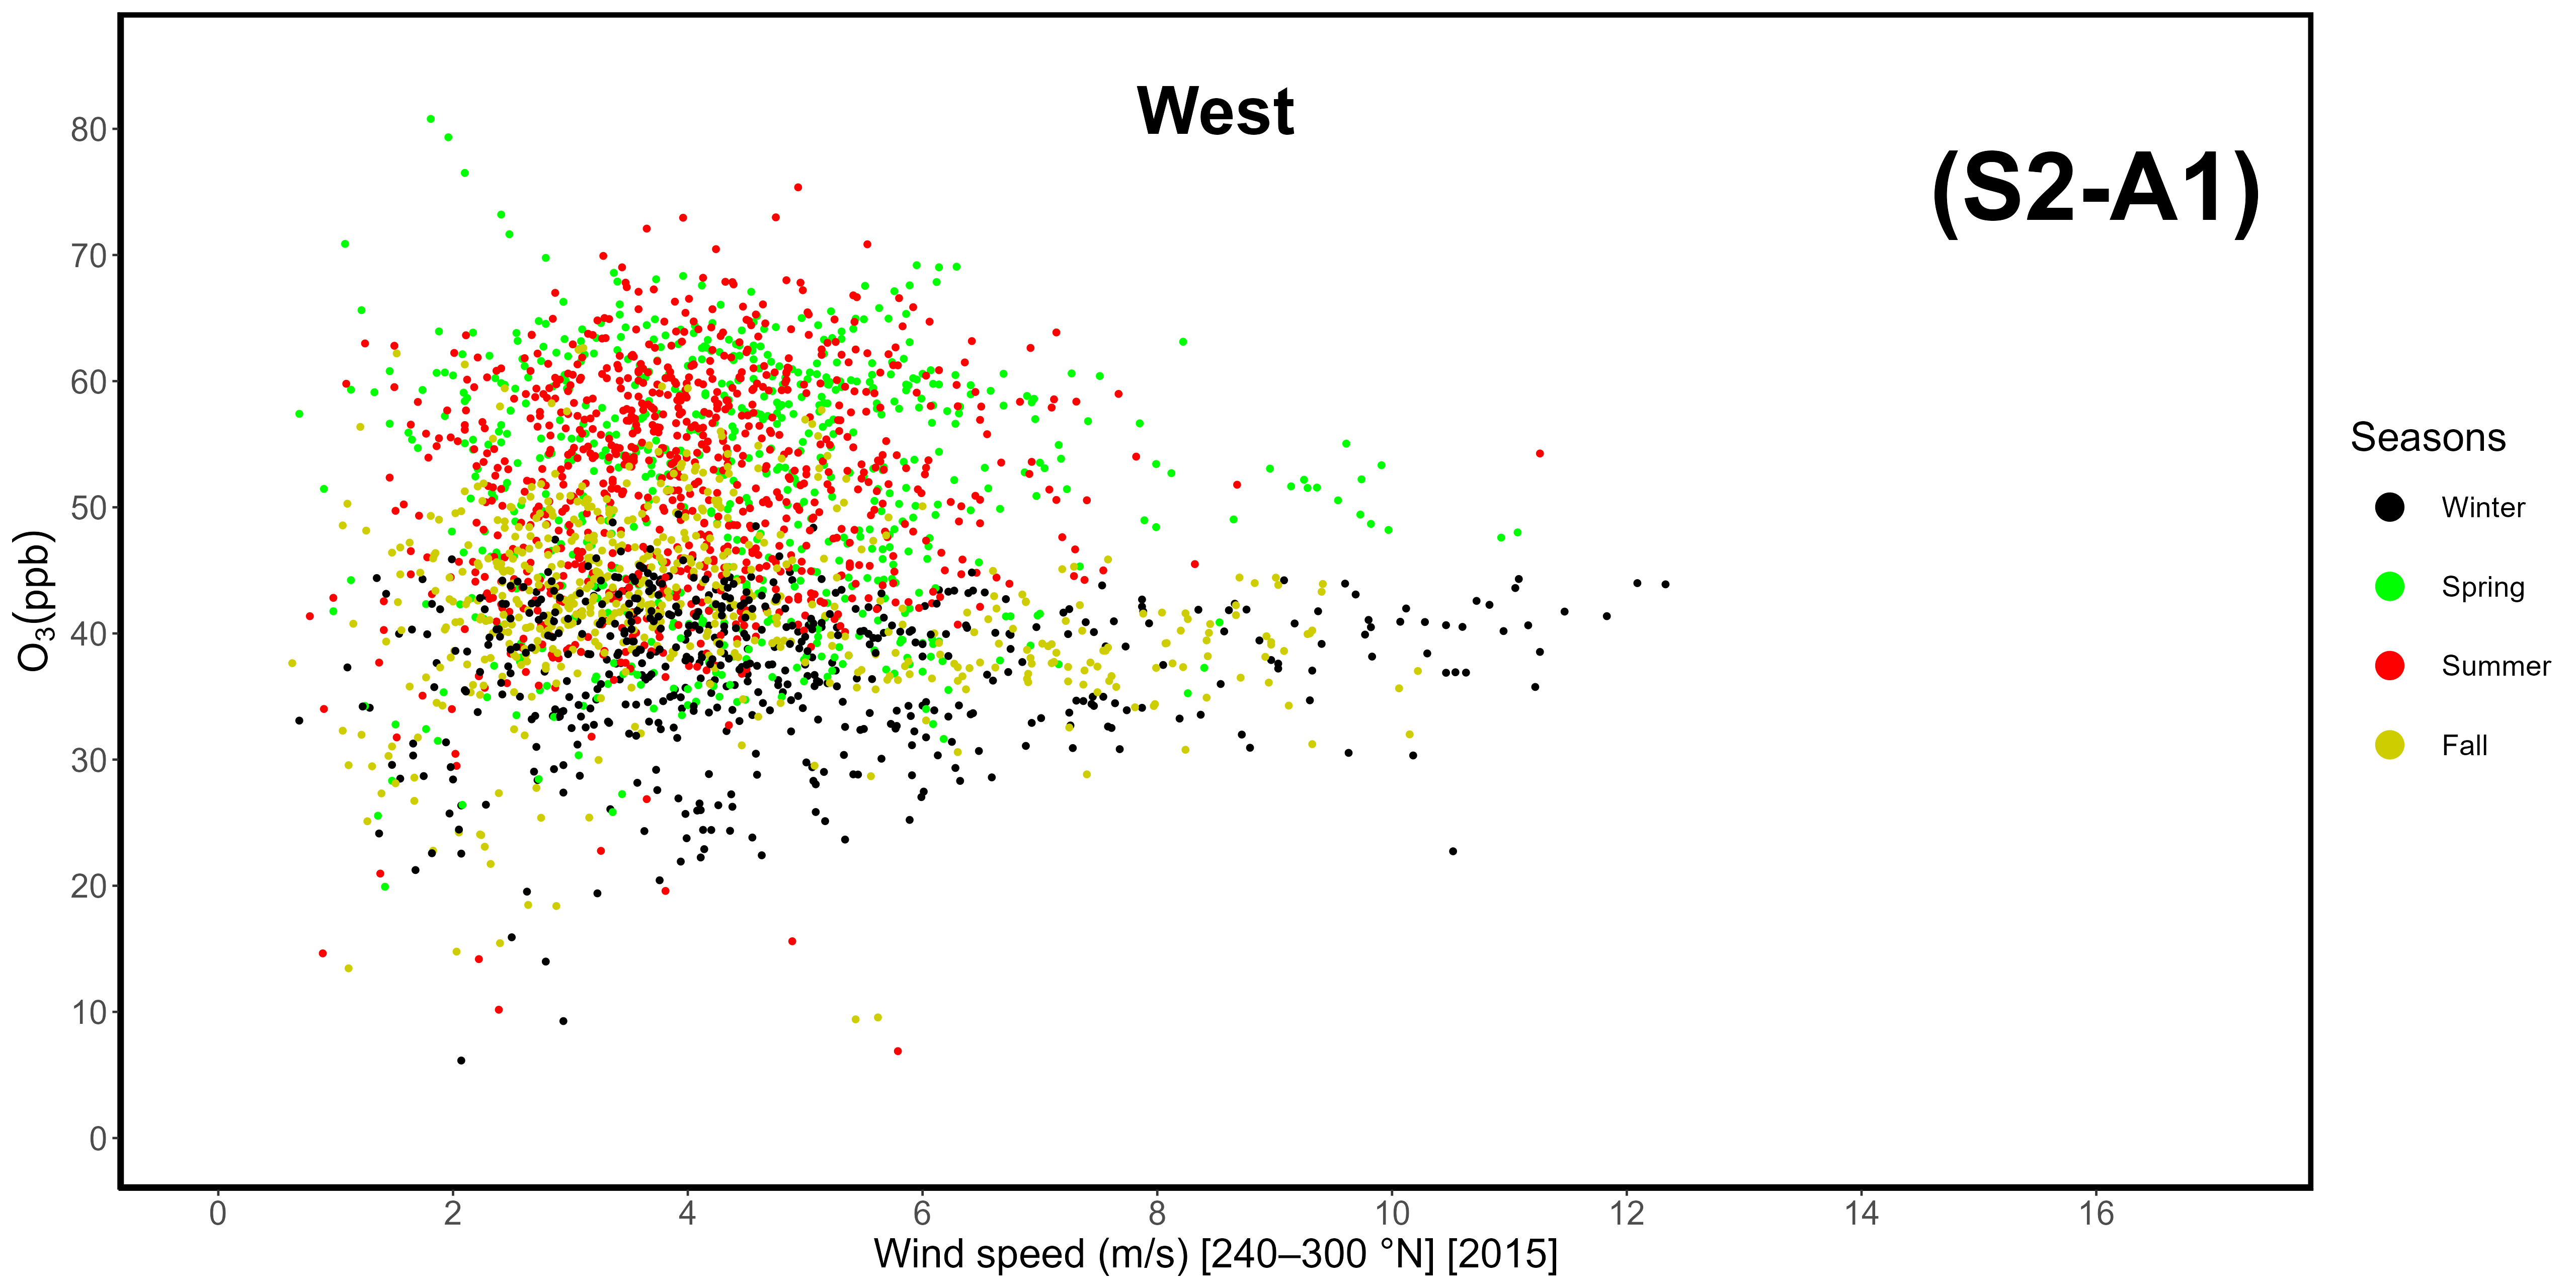 West
(S2-A1)
80
70
60
50
40
30
20
10
0
O₃(ppb)
0 2 4 6 8 10 12 14 16
Wind speed (m/s) [240–300 °N] [2015]
Seasons
Winter
Spring
Summer
Fall